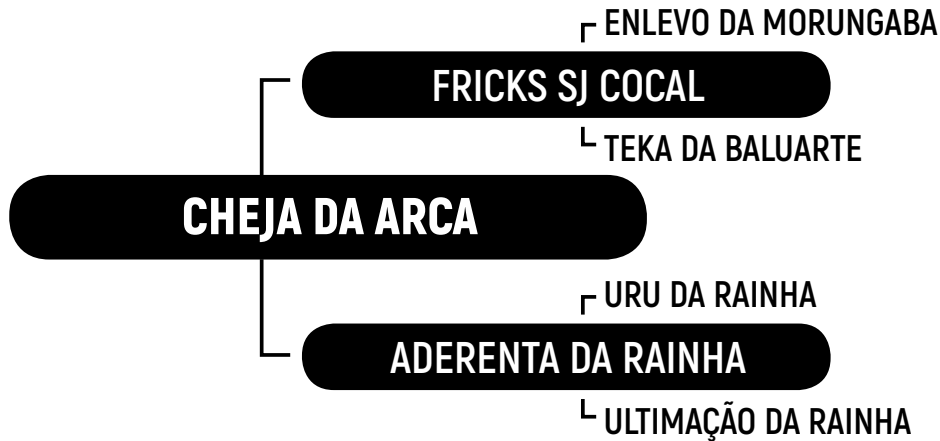 ENLEVO DA MORUNGABA
FRICKS SJ COCAL
TEKA DA BALUARTE
CHEJA DA ARCA
URU DA RAINHA
ADERENTA DA RAINHA
ULTIMAÇÃO DA RAINHA